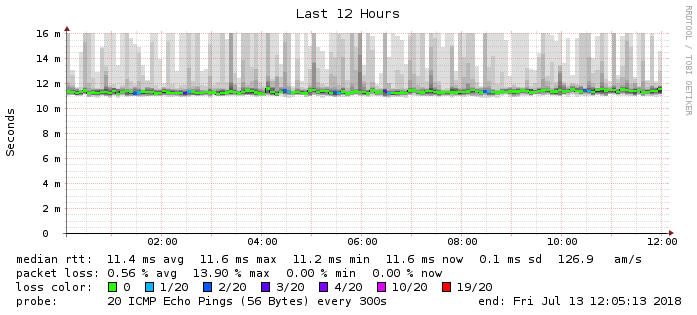 Last 12 Hours
RRDTOOL / TOBI OETIKER
Seconds
16 m
14 m
12 m
10 m
8 m
6 m
4 m
2 m
0
02:00 04:00 06:00 08:00 10:00 12:00
median rtt: 11.4 ms avg 11.6 ms max 11.2 ms min 11.6 ms now 0.1 ms sd 126.9 am/s
packet loss: 0.56 % avg 13.90 % max 0.00 % min 0.00 % now
loss color: 0 1/20 2/20 3/20 4/20 10/20 19/20
probe: 20 ICMP Echo Pings (56 Bytes) every 300s end: Fri Jul 13 12:05:13 2018